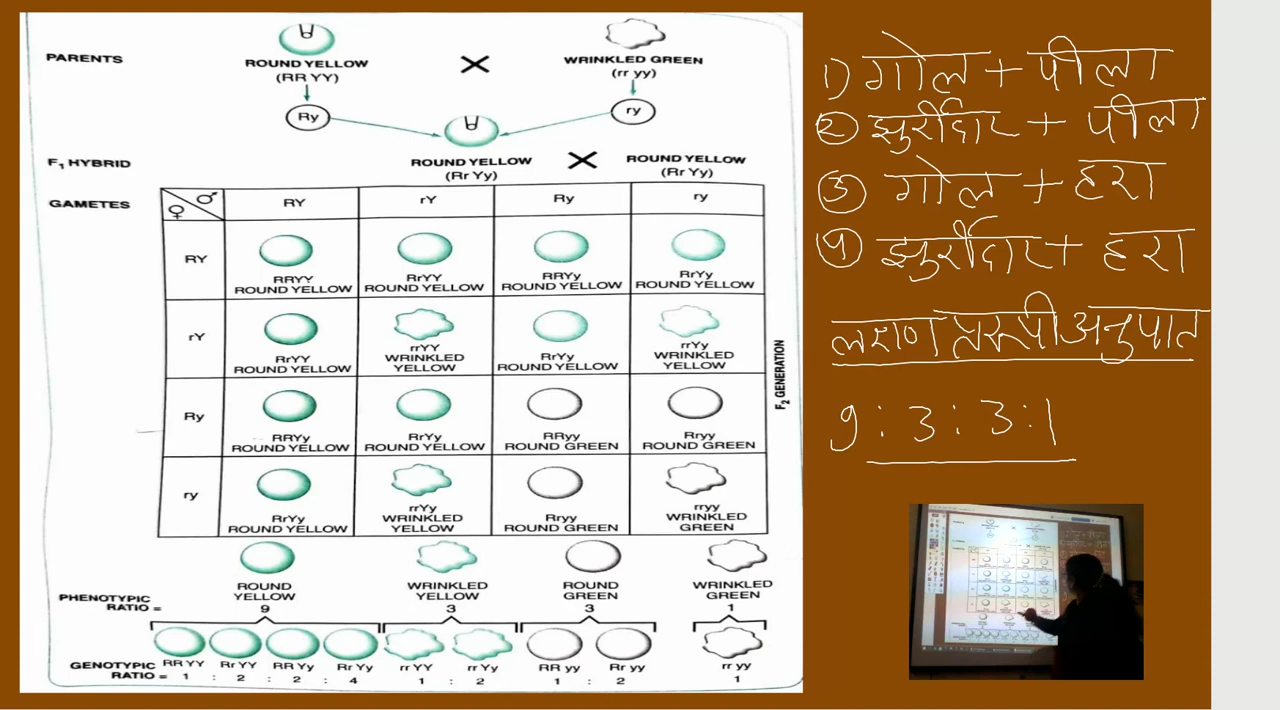 PARENTS
ROUND YELLOW
(RR YY)
WRINKLED GREEN
(rr yy)
Ry
ry
F1 HYBRID
ROUND YELLOW
(Rr Yy)
ROUND YELLOW
(Rr Yy)
GAMETES
♀ ♂ RY rY Ry ry
RY
RRYY RrYY RRYy RrYy
ROUND YELLOW ROUND YELLOW ROUND YELLOW ROUND YELLOW
rY
RrYY rrYY RrYy rrYy
ROUND YELLOW WRINKLED YELLOW ROUND YELLOW WRINKLED YELLOW
Ry
RRYy RrYy RRyy Rryy
ROUND YELLOW ROUND YELLOW ROUND GREEN ROUND GREEN
ry
RrYy rrYy Rryy rryy
ROUND YELLOW WRINKLED YELLOW ROUND GREEN WRINKLED GREEN
F2 GENERATION
ROUND YELLOW WRINKLED YELLOW ROUND GREEN WRINKLED GREEN
PHENOTYPIC RATIO = 9 3 3 1
RR YY Rr YY RR Yy Rr Yy rr YY rr Yy RR yy Rr yy rr yy
GENOTYPIC RATIO = 1 : 2 : 2 : 4 1 : 2 1 : 2 1
1) गोल + पीला
② झुर्रीदार + पीला
③ गोल + हरा
④ झुर्रीदार + हरा
लक्षण प्ररूपी अनुपात
9 : 3 : 3 : 1